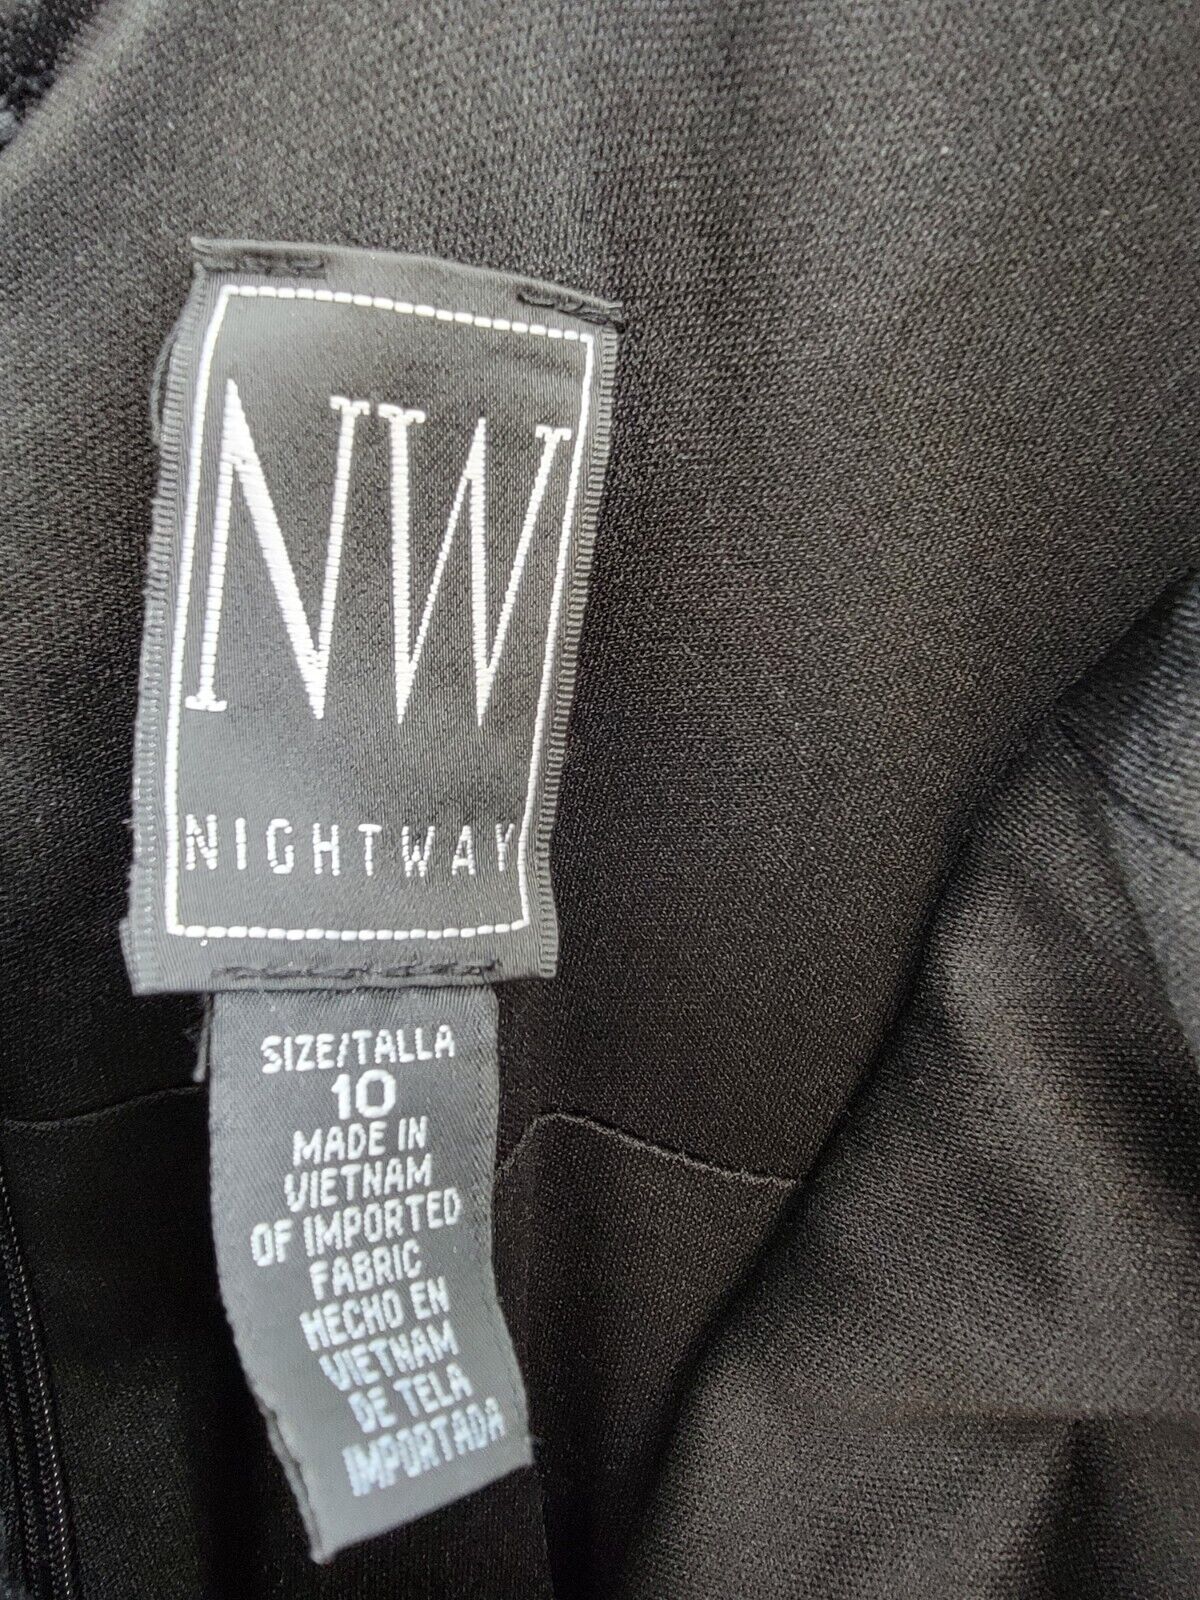 NW
NIGHTWAY
SIZE/TALLA
10
MADE IN
VIETNAM
OF IMPORTED
FABRIC
HECHO EN
VIETNAM
DE TELA
IMPORTADA